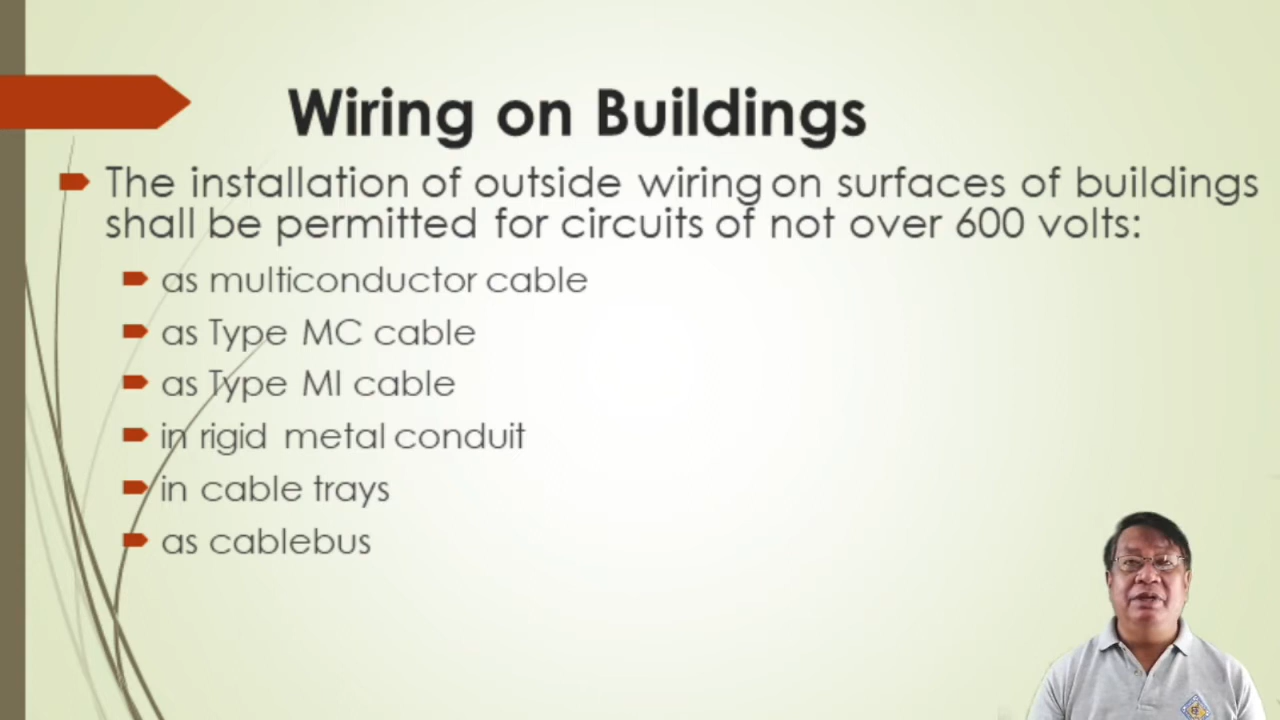 Wiring on Buildings
The installation of outside wiring on surfaces of buildings
shall be permitted for circuits of not over 600 volts:
as multiconductor cable
as Type MC cable
as Type MI cable
in rigid metal conduit
in cable trays
as cablebus